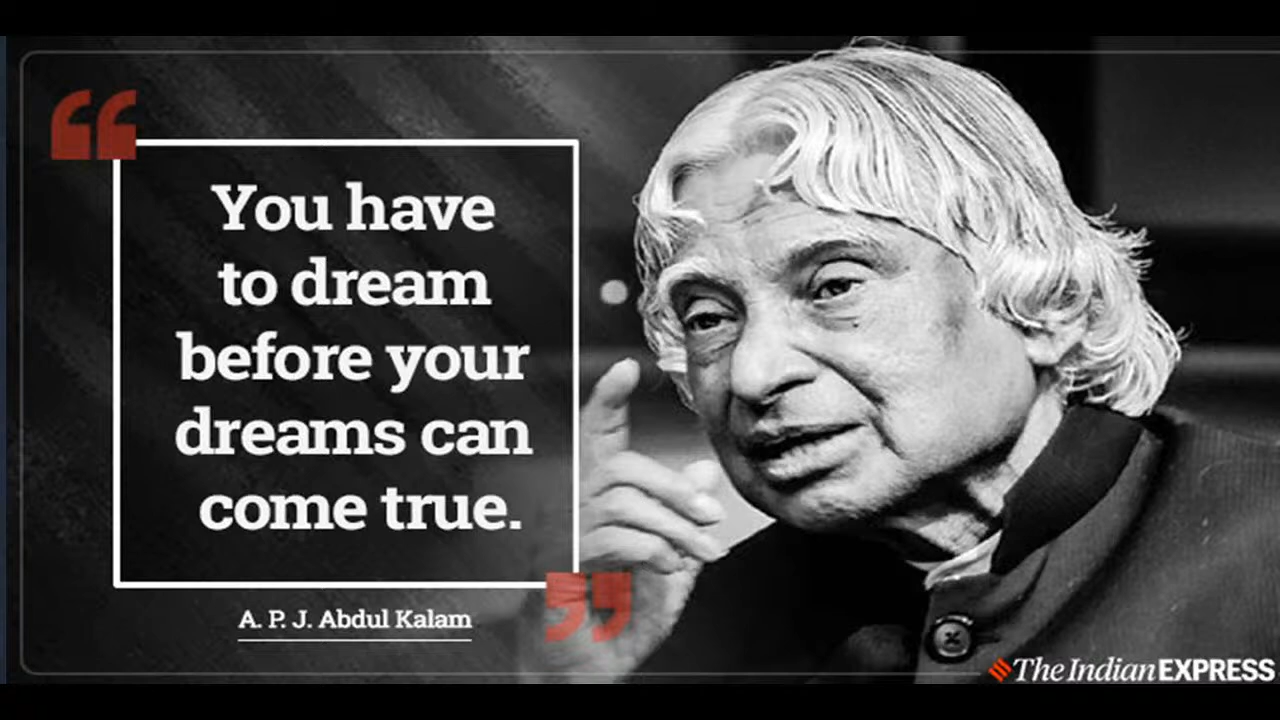 You have
to dream
before your
dreams can
come true.
A. P. J. Abdul Kalam
The Indian EXPRESS